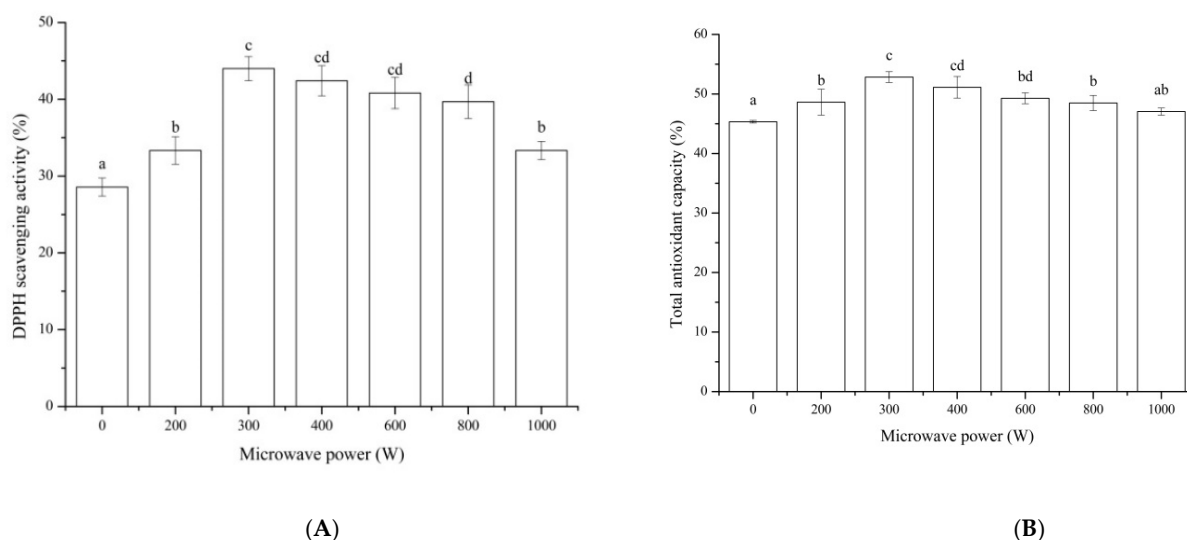 50
40
30
20
10
0
DPPH scavenging activity (%)
a
b
c
cd
cd
d
b
0 200 300 400 600 800 1000
Microwave power (W)
(A)
60
50
40
30
20
10
0
Total antioxidant capacity (%)
a
b
c
cd
bd
b
ab
0 200 300 400 600 800 1000
Microwave power (W)
(B)